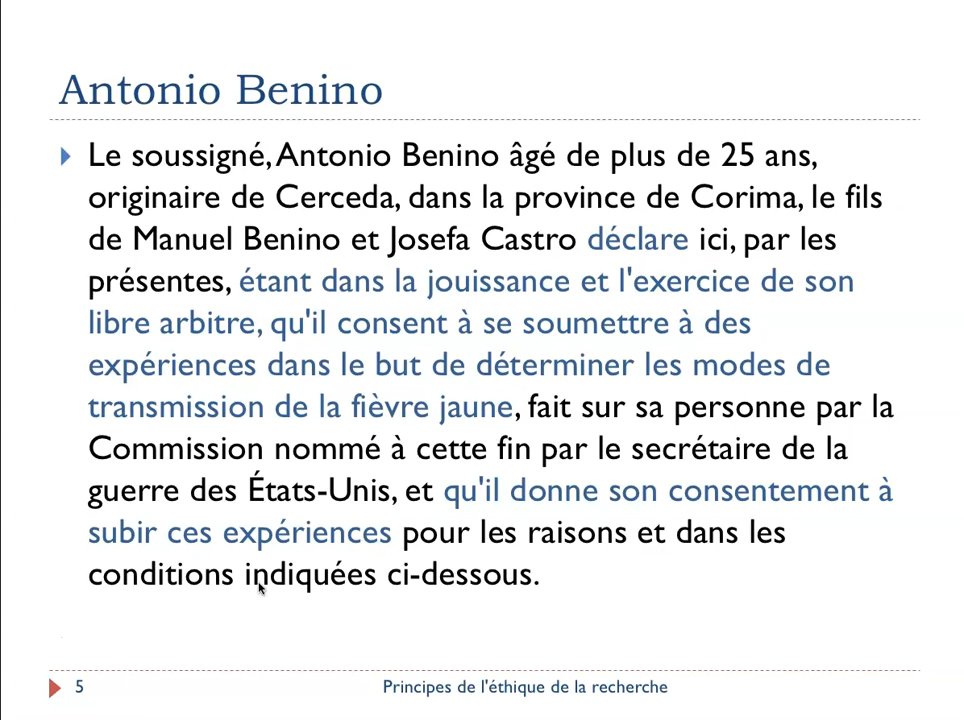 Antonio Benino
Le soussigné, Antonio Benino âgé de plus de 25 ans,
originaire de Cerceda, dans la province de Corima, le fils
de Manuel Benino et Josefa Castro déclare ici, par les
présentes, étant dans la jouissance et l'exercice de son
libre arbitre, qu'il consent à se soumettre à des
expériences dans le but de déterminer les modes de
transmission de la fièvre jaune, fait sur sa personne par la
Commission nommé à cette fin par le secrétaire de la
guerre des États-Unis, et qu'il donne son consentement à
subir ces expériences pour les raisons et dans les
conditions indiquées ci-dessous.
5 Principes de l'éthique de la recherche